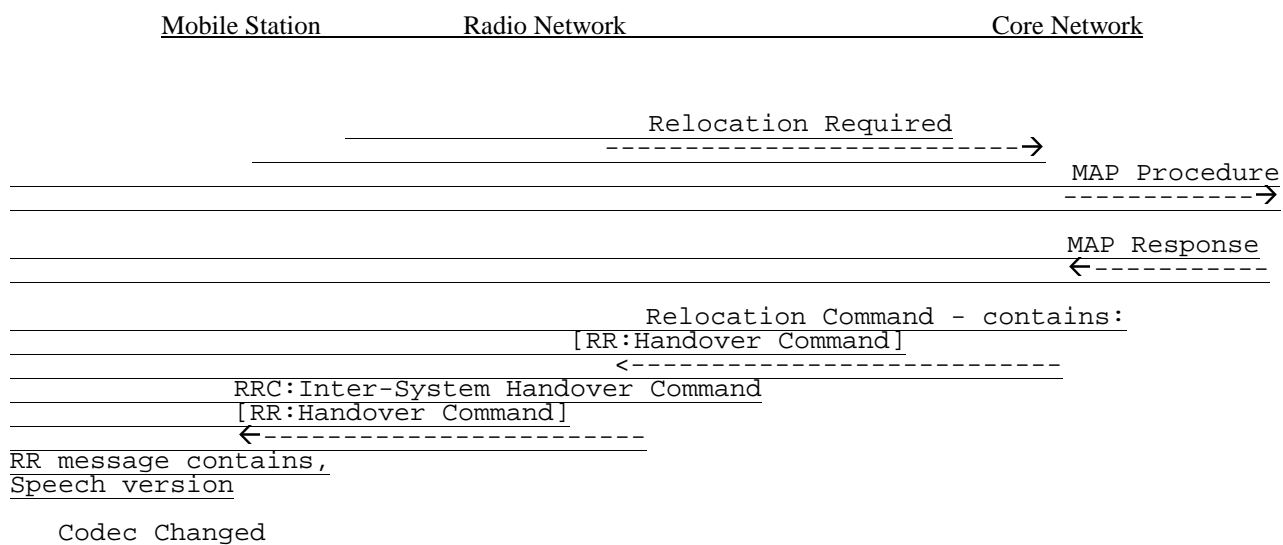 Mobile Station Radio Network Core Network
Relocation Required
-------------------------->
MAP Procedure
------------→
MAP Response
←-----------
Relocation Command - contains:
[RR:Handover Command]
<---------------------------
RRC:Inter-System Handover Command
[RR:Handover Command]
←------------------------
RR message contains,
Speech version
Codec Changed